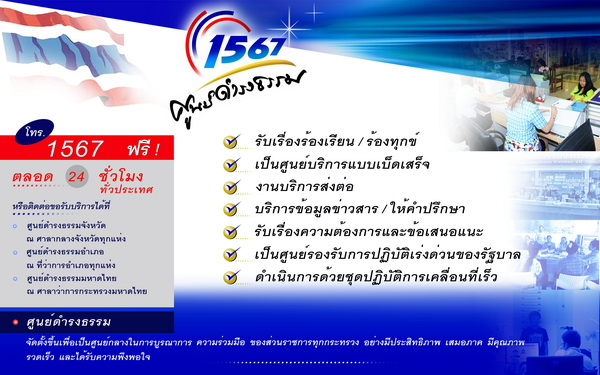 1567
ศูนย์ดำรงธรรม
โทร.
1567 ฟรี !
ตลอด 24 ชั่วโมง
ทั่วประเทศ
หรือติดต่อขอรับบริการได้ที่
ศูนย์ดำรงธรรมจังหวัด
ณ ศาลากลางจังหวัดทุกแห่ง
ศูนย์ดำรงธรรมอำเภอ
ณ ที่ว่าการอำเภอทุกแห่ง
ศูนย์ดำรงธรรมมหาดไทย
ณ ศาลาว่าการกระทรวงมหาดไทย
รับเรื่องร้องเรียน / ร้องทุกข์
เป็นศูนย์บริการแบบเบ็ดเสร็จ
งานบริการส่งต่อ
บริการข้อมูลข่าวสาร / ให้คำปรึกษา
รับเรื่องความต้องการและข้อเสนอแนะ
เป็นศูนย์รองรับการปฏิบัติเร่งด่วนของรัฐบาล
ดำเนินการด้วยชุดปฏิบัติการเคลื่อนที่เร็ว
ศูนย์ดำรงธรรม
จัดตั้งขึ้นเพื่อเป็นศูนย์กลางในการบูรณาการ ความร่วมมือ ของส่วนราชการทุกกระทรวง อย่างมีประสิทธิภาพ เสมอภาค มีคุณภาพ
รวดเร็ว และได้รับความพึงพอใจ